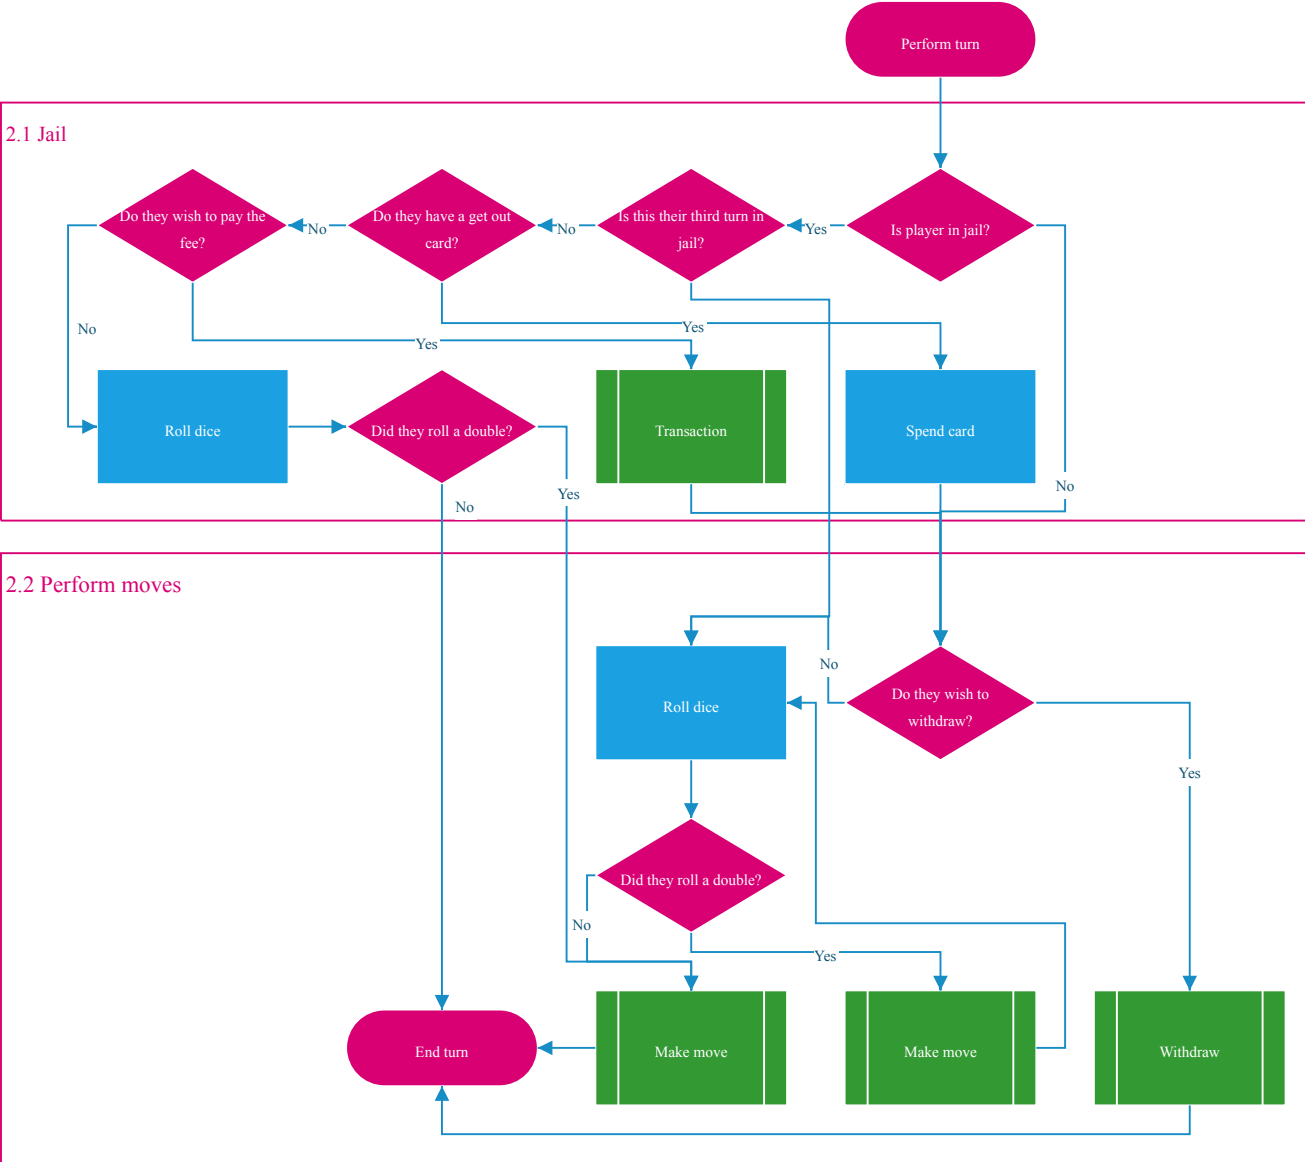 Perform turn
2.1 Jail
Do they wish to pay the
fee?
No
Do they have a get out
card?
No
Is this their third turn in
jail?
Yes
Is player in jail?
No
Yes
Yes
Roll dice
Did they roll a double?
Transaction
Spend card
No
Yes
No
2.2 Perform moves
No
Roll dice
Do they wish to
withdraw?
Yes
Did they roll a double?
No
Yes
End turn
Make move
Make move
Withdraw